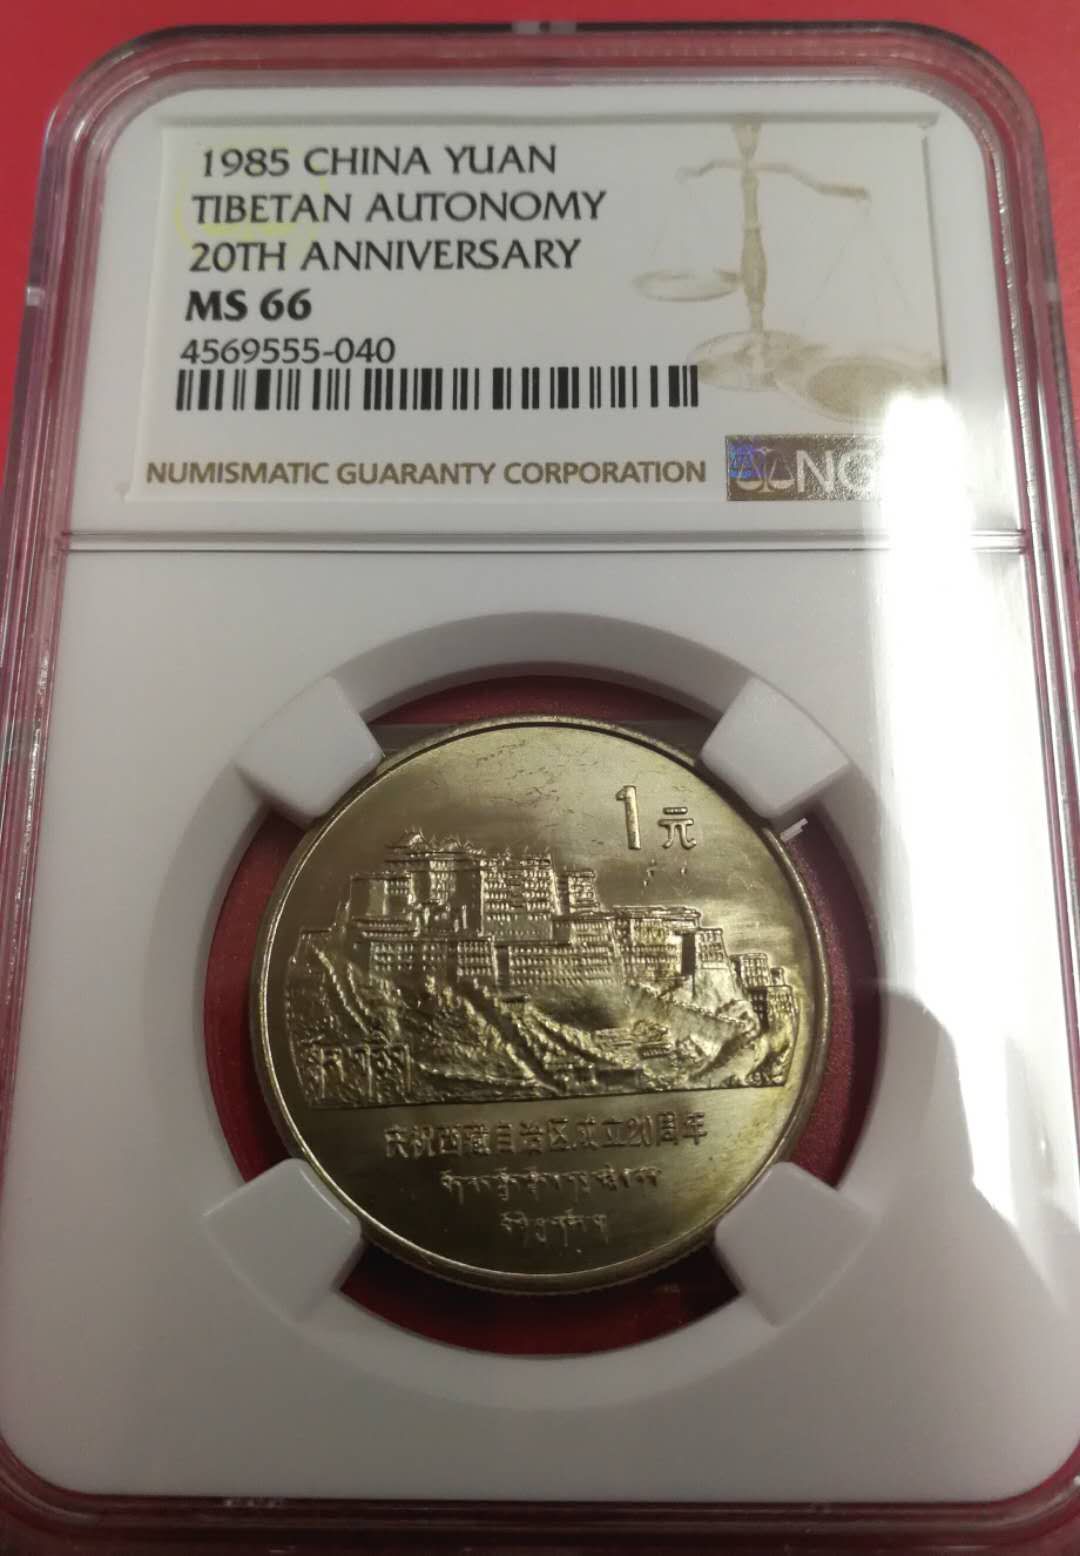 1985 CHINA YUAN
TIBETAN AUTONOMY
20TH ANNIVERSARY
MS 66
4569555-040
NUMISMATIC GUARANTY CORPORATION
1元
庆祝西藏自治区成立20周年